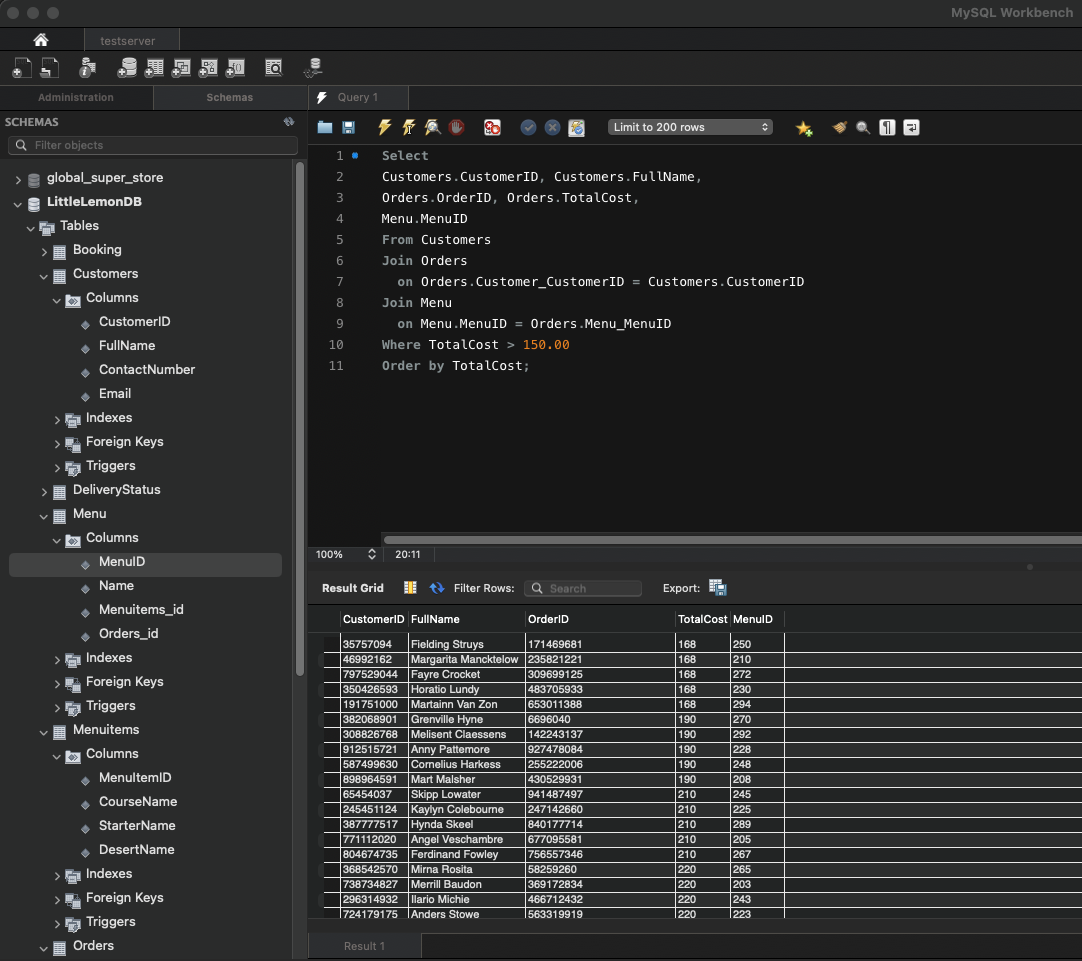 MySQL Workbench
testserver
Administration
Schemas
Query 1
SCHEMAS
Filter objects
global_super_store
LittleLemonDB
Tables
Booking
Customers
Columns
CustomerID
FullName
ContactNumber
Email
Indexes
Foreign Keys
Triggers
DeliveryStatus
Menu
Columns
MenuID
Name
Menuitems_id
Orders_id
Indexes
Foreign Keys
Triggers
Menuitems
Columns
MenuItemID
CourseName
StarterName
DesertName
Indexes
Foreign Keys
Triggers
Orders
Limit to 200 rows
1 Select
2 Customers.CustomerID, Customers.FullName,
3 Orders.OrderID, Orders.TotalCost,
4 Menu.MenuID
5 From Customers
6 Join Orders
7 on Orders.Customer_CustomerID = Customers.CustomerID
8 Join Menu
9 on Menu.MenuID = Orders.Menu_MenuID
10 Where TotalCost > 150.00
11 Order by TotalCost;
100% 20:11
Result Grid Filter Rows: Search Export:
CustomerID FullName OrderID TotalCost MenuID
35757094 Fielding Struys 171469681 168 250
46992162 Margarita Mancktelow 235821221 168 210
797529044 Fayre Crocket 309699125 168 272
350426593 Horatio Lundy 483705933 168 230
191751000 Martainn Van Zon 653011388 168 294
382068901 Grenville Hyne 6696040 190 270
308826768 Melisent Claessens 142243137 190 292
912515721 Anny Pattemore 927478084 190 228
587499630 Cornelius Harkess 255222006 190 248
898964591 Mart Malsher 430529931 190 208
65454037 Skipp Lowater 941487497 210 245
245451124 Kaylyn Colebourne 247142660 210 225
387777517 Hynda Skeel 840177714 210 289
771112020 Angel Veschambre 677095581 210 205
804674735 Ferdinand Fowley 756557346 210 267
368542570 Mirna Rosita 58259260 220 265
738734827 Merrill Baudon 369172834 220 203
296314932 Ilario Michie 466712432 220 243
724179175 Anders Stowe 563319919 220 223
Result 1